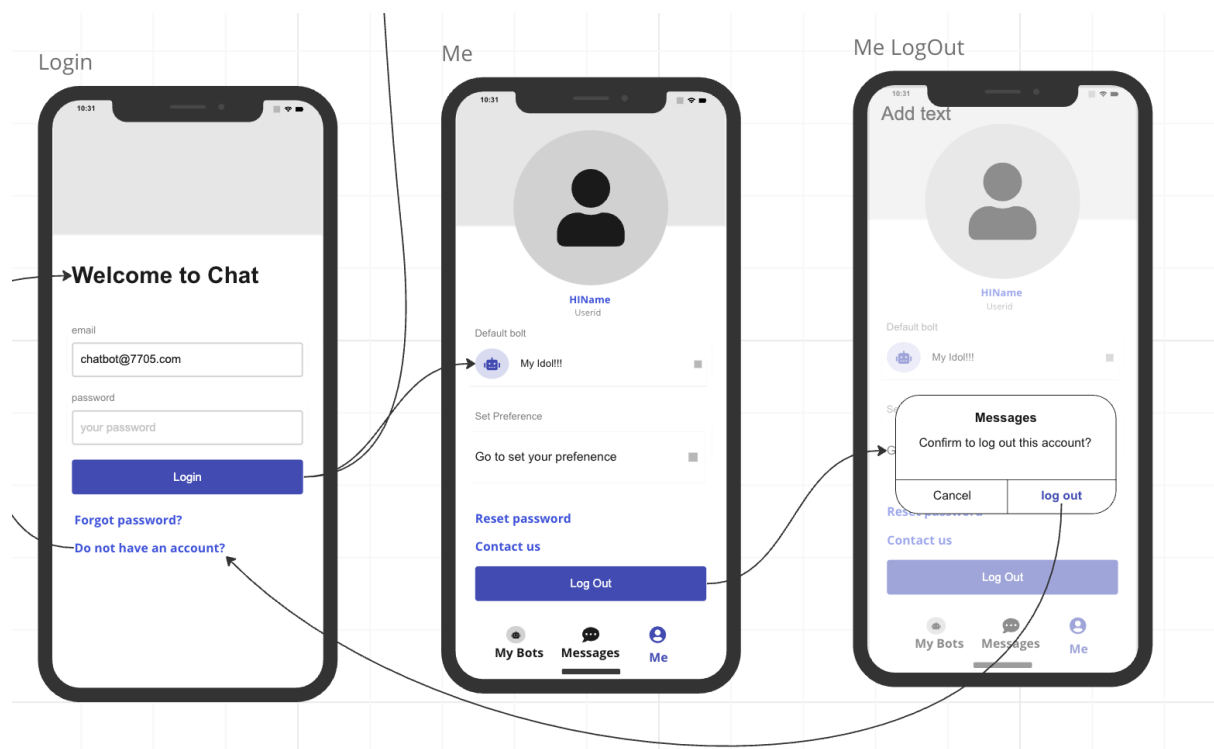 Login
10:31
Welcome to Chat
email
chatbot@7705.com
password
your password
Login
Forgot password?
Do not have an account?
Me
10:31
HIName
Userid
Default bolt
My Idol!!!
Set Preference
Go to set your prefenence
Reset password
Contact us
Log Out
My Bots
Messages
Me
Me LogOut
10:31
Add text
HIName
Userid
Default bolt
My Idol!!!
Se
G
Messages
Confirm to log out this account?
Cancel
log out
Reset password
Contact us
Log Out
My Bots
Messages
Me